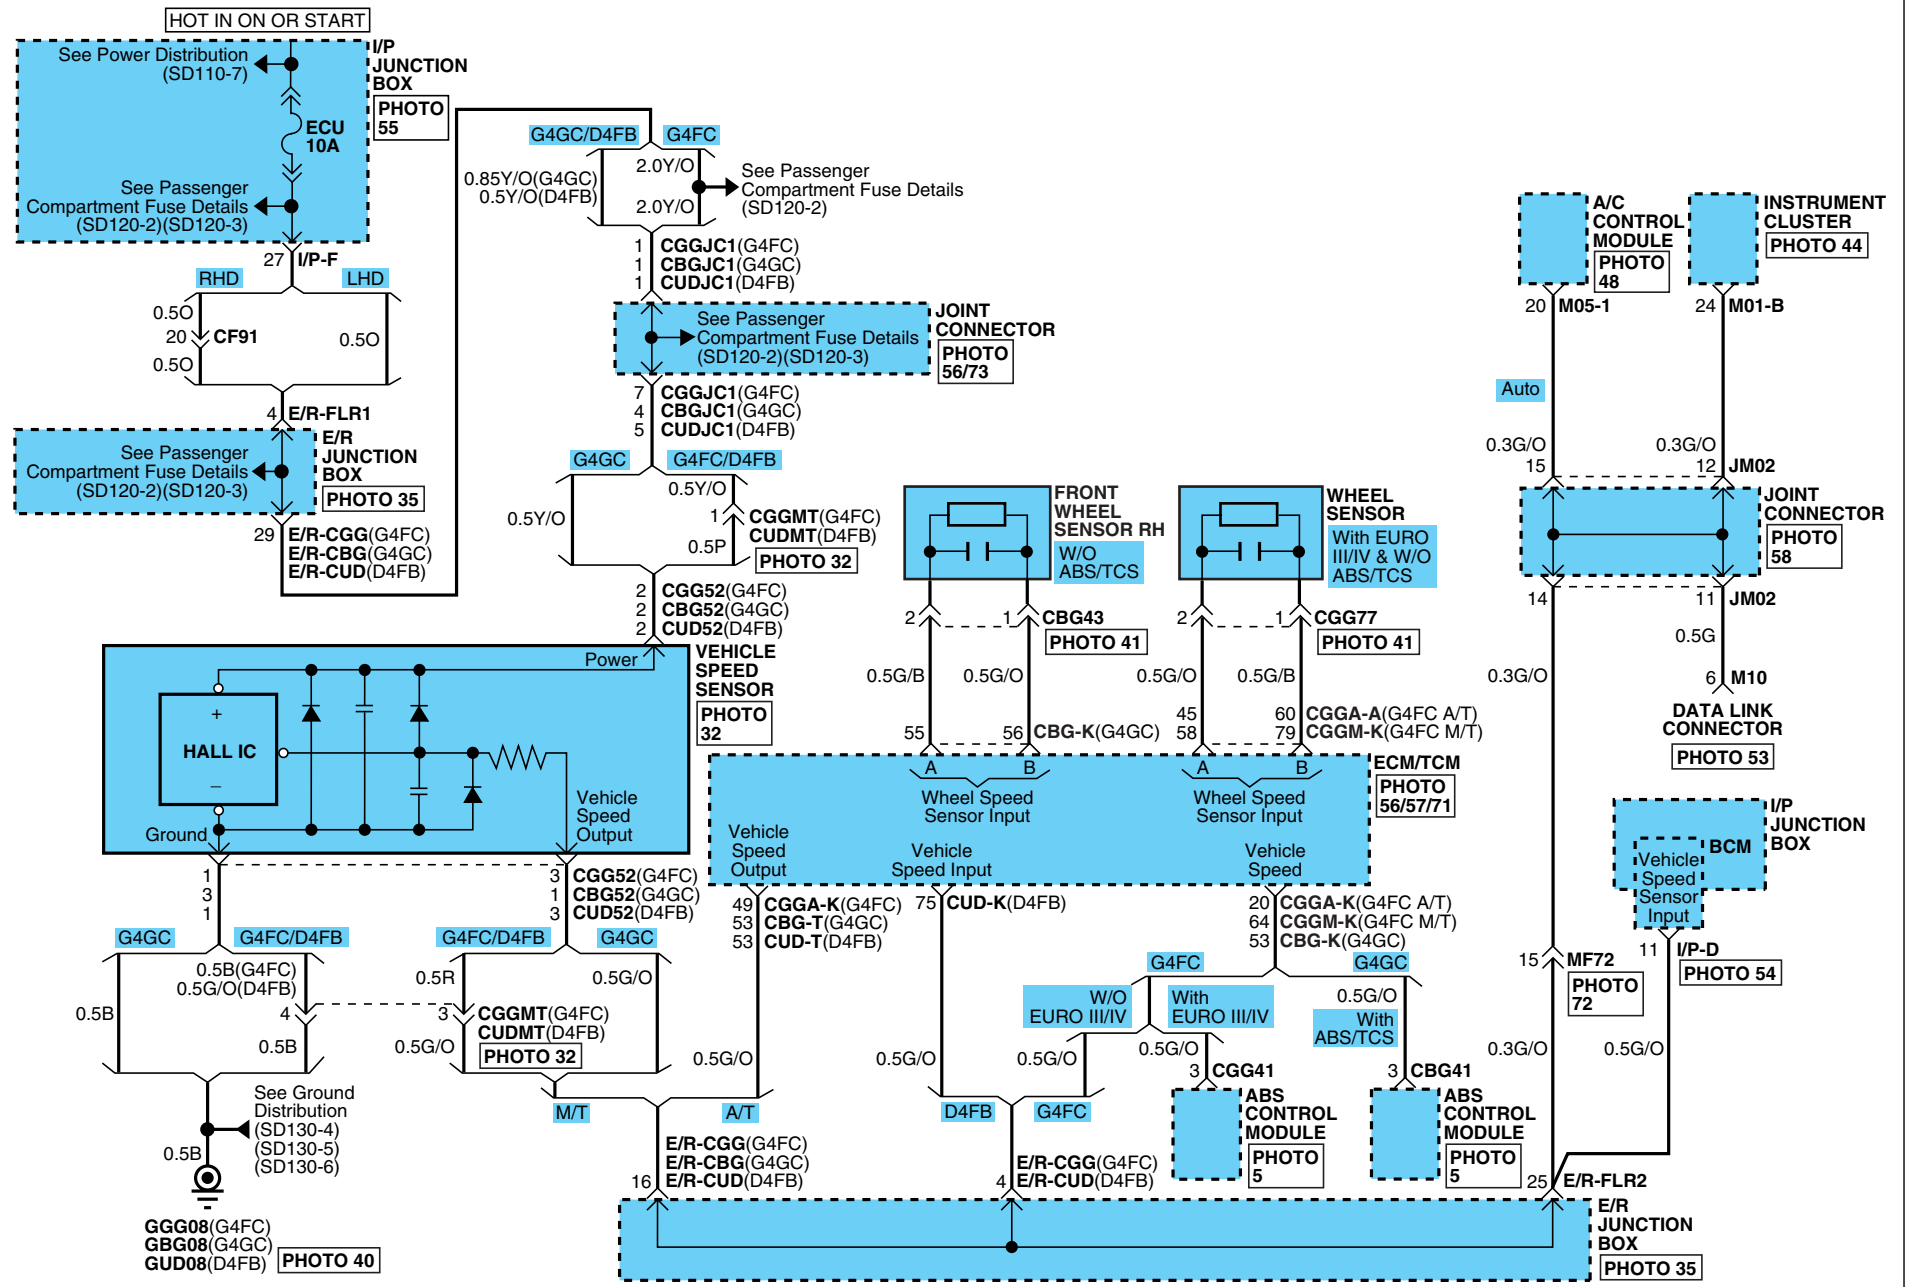 HOT IN ON OR START
See Power Distribution
(SD110-7)
ECU
10A
See Passenger
Compartment Fuse Details
(SD120-2)(SD120-3)
I/P
JUNCTION
BOX
PHOTO
55
27
I/P-F
RHD
LHD
0.5O
20
CF91
0.5O
0.5O
4
E/R-FLR1
See Passenger
Compartment Fuse Details
(SD120-2)(SD120-3)
E/R
JUNCTION
BOX
PHOTO 35
29
E/R-CGG(G4FC)
E/R-CBG(G4GC)
E/R-CUD(D4FB)
G4GC/D4FB
G4FC
0.85Y/O(G4GC)
0.5Y/O(D4FB)
2.0Y/O
2.0Y/O
See Passenger
Compartment Fuse Details
(SD120-2)
1 CGGJC1(G4FC)
1 CBGJC1(G4GC)
1 CUDJC1(D4FB)
See Passenger
Compartment Fuse Details
(SD120-2)(SD120-3)
JOINT
CONNECTOR
PHOTO
56/73
7 CGGJC1(G4FC)
4 CBGJC1(G4GC)
5 CUDJC1(D4FB)
G4GC
G4FC/D4FB
0.5Y/O
0.5Y/O
1
CGGMT(G4FC)
CUDMT(D4FB)
0.5P
PHOTO 32
2 CGG52(G4FC)
2 CBG52(G4GC)
2 CUD52(D4FB)
Power
HALL IC
+
–
Ground
Vehicle
Speed
Output
VEHICLE
SPEED
SENSOR
PHOTO
32
1
3
1
3 CGG52(G4FC)
1 CBG52(G4GC)
3 CUD52(D4FB)
G4GC
G4FC/D4FB
0.5B(G4FC)
0.5G/O(D4FB)
0.5B
4
0.5B
See Ground
Distribution
(SD130-4)
(SD130-5)
(SD130-6)
0.5B
GGG08(G4FC)
GBG08(G4GC)
GUD08(D4FB)
PHOTO 40
G4FC/D4FB
G4GC
0.5R
0.5G/O
3
CGGMT(G4FC)
CUDMT(D4FB)
0.5G/O
PHOTO 32
M/T
A/T
0.5G/O
FRONT
WHEEL
SENSOR RH
W/O
ABS/TCS
2
1
CBG43
PHOTO 41
0.5G/B
0.5G/O
55
56
CBG-K(G4GC)
WHEEL
SENSOR
With EURO
III/IV & W/O
ABS/TCS
2
1
CGG77
PHOTO 41
0.5G/O
0.5G/B
45
58
60 CGGA-A(G4FC A/T)
79 CGGM-K(G4FC M/T)
A
B
Wheel Speed
Sensor Input
A
B
Wheel Speed
Sensor Input
Vehicle
Speed
Output
Vehicle
Speed Input
Vehicle
Speed
ECM/TCM
PHOTO
56/57/71
49 CGGA-K(G4FC)
53 CBG-T(G4GC)
53 CUD-T(D4FB)
75 CUD-K(D4FB)
20 CGGA-K(G4FC A/T)
64 CGGM-K(G4FC M/T)
53 CBG-K(G4GC)
G4FC
G4GC
W/O
EURO III/IV
With
EURO III/IV
0.5G/O
With
ABS/TCS
0.5G/O
0.5G/O
0.5G/O
3 CGG41
3 CBG41
D4FB
G4FC
ABS
CONTROL
MODULE
PHOTO
5
ABS
CONTROL
MODULE
PHOTO
5
E/R-CGG(G4FC)
E/R-CBG(G4GC)
16 E/R-CUD(D4FB)
E/R-CGG(G4FC)
4 E/R-CUD(D4FB)
25 E/R-FLR2
E/R
JUNCTION
BOX
PHOTO 35
A/C
CONTROL
MODULE
PHOTO
48
INSTRUMENT
CLUSTER
PHOTO 44
20 M05-1
24 M01-B
Auto
0.3G/O
0.3G/O
15
12 JM02
JOINT
CONNECTOR
PHOTO
58
14
11 JM02
0.5G
0.3G/O
6 M10
DATA LINK
CONNECTOR
PHOTO 53
I/P
JUNCTION
BOX
BCM
Vehicle
Speed
Sensor
Input
11 I/P-D
PHOTO 54
15 MF72
PHOTO
72
0.3G/O
0.5G/O